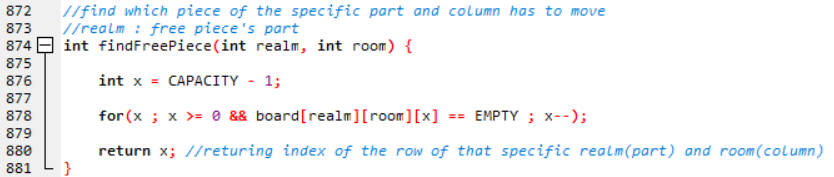 872 //find which piece of the specific part and column has to move
873 //realm : free piece's part
874 int findFreePiece(int realm, int room) {
875
876 int x = CAPACITY - 1;
877
878 for(x ; x >= 0 && board[realm][room][x] == EMPTY ; x--);
879
880 return x; //returing index of the row of that specific realm(part) and room(column)
881 }